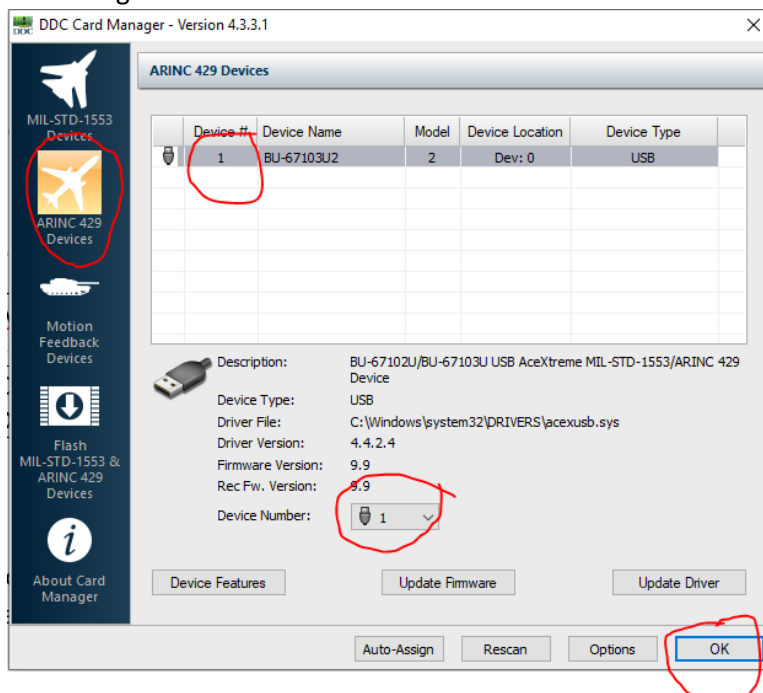 DDC Card Manager - Version 4.3.3.1
MIL-STD-1553
Devices
ARINC 429
Devices
Motion
Feedback
Devices
Flash
MIL-STD-1553 &
ARINC 429
Devices
About Card
Manager
ARINC 429 Devices
Device # Device Name Model Device Location Device Type
1 BU-67103U2 2 Dev: 0 USB
Description: BU-67102U/BU-67103U USB AceXtreme MIL-STD-1553/ARINC 429
Device
Device Type: USB
Driver File: C:\Windows\system32\DRIVERS\acexusb.sys
Driver Version: 4.4.2.4
Firmware Version: 9.9
Rec Fw. Version: 9.9
Device Number: 1
Device Features Update Firmware Update Driver
Auto-Assign Rescan Options OK